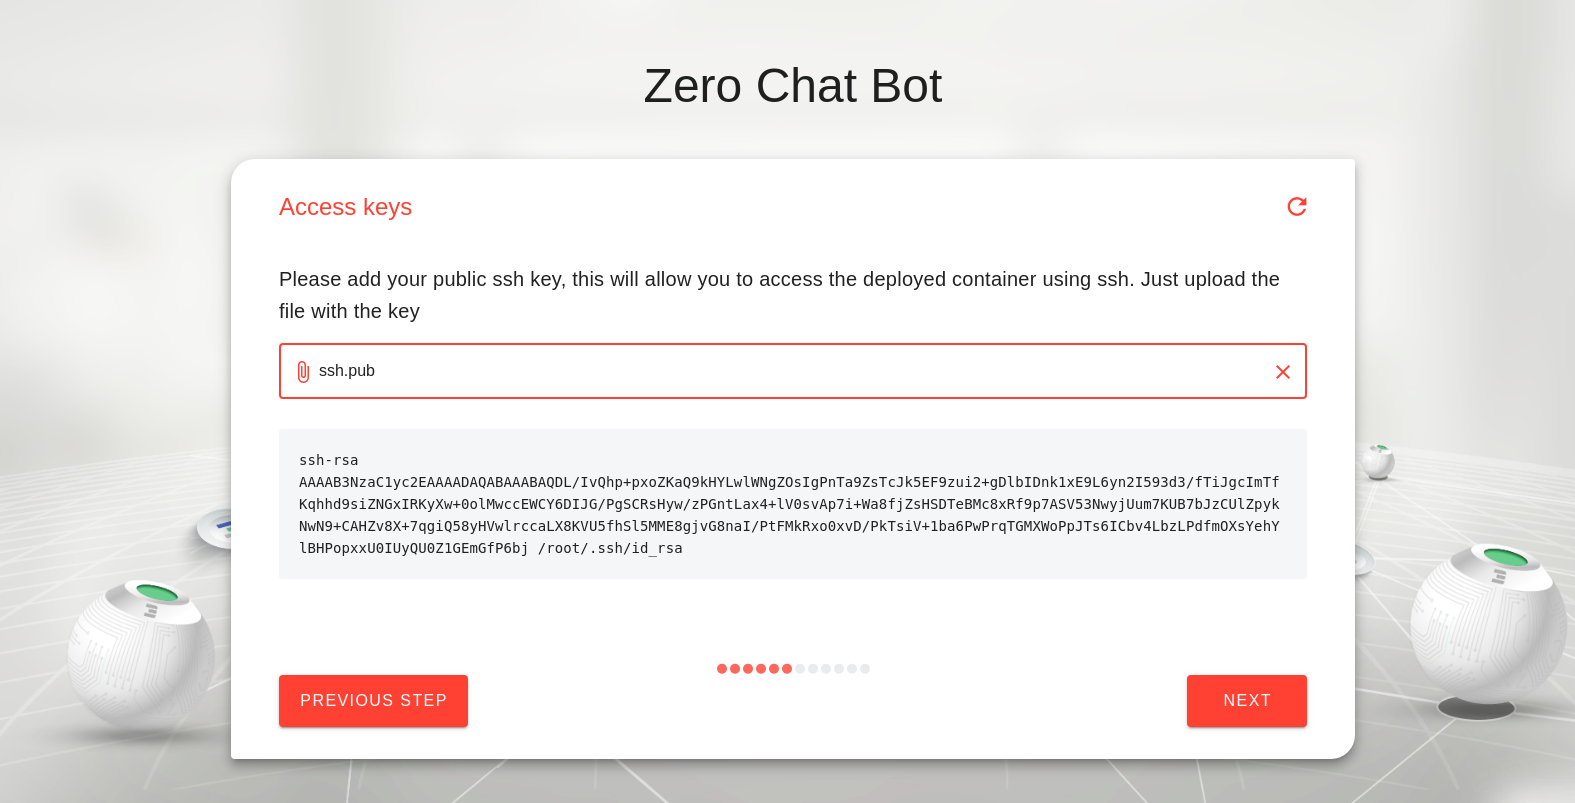 Zero Chat Bot
Access keys
Please add your public ssh key, this will allow you to access the deployed container using ssh. Just upload the
file with the key
ssh.pub
ssh-rsa
AAAAB3NzaC1yc2EAAAADAQABAAABAQDL/IvQhp+pxoZKaQ9kHYLwlWNgZOsIgPnTa9ZsTcJk5EF9zui2+gDlbIDnk1xE9L6yn2I593d3/fTiJgcImTf
Kqhhd9siZNGxIRKyXw+0olMwccEWCY6DIJG/PgSCRsHyw/zPGntLax4+lV0svAp7i+Wa8fjZsHSDTeBMc8xRf9p7ASV53NwyjUum7KUB7bJzCUlZpyk
NwN9+CAHZv8X+7qgiQ58yHVwlrccaLX8KVU5fhSl5MME8gjvG8naI/PtFMkRxo0xvD/PkTsiV+1ba6PwPrqTGMXWoPpJTs6ICbv4LbzLPdfmOXsYehY
lBHPopxxU0IUyQU0Z1GEmGfP6bj /root/.ssh/id_rsa
PREVIOUS STEP
NEXT